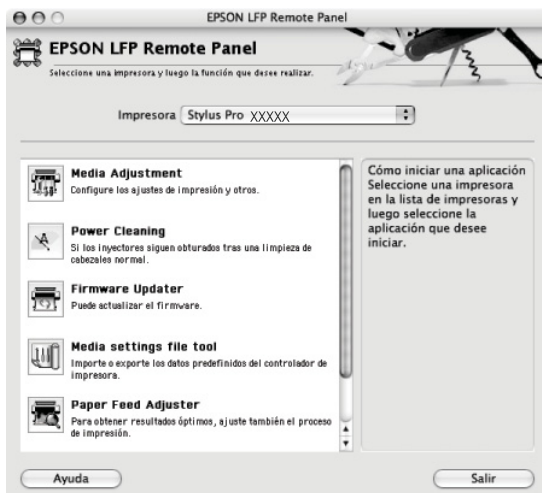 EPSON LFP Remote Panel
EPSON LFP Remote Panel
Seleccione una impresora y luego la función que desee realizar.
Impresora Stylus Pro XXXXX
Media Adjustment
Configure los ajustes de impresión y otros.
Power Cleaning
Si los inyectores siguen obturados tras una limpieza de
cabezales normal.
Firmware Updater
Puede actualizar el firmware.
Media settings file tool
Importe o exporte los datos predefinidos del controlador de
impresora.
Paper Feed Adjuster
Para obtener resultados óptimos, ajuste también el proceso
de impresión.
Cómo iniciar una aplicación
Seleccione una impresora
en la lista de impresoras y
luego seleccione la
aplicación que desee
iniciar.
Ayuda
Salir